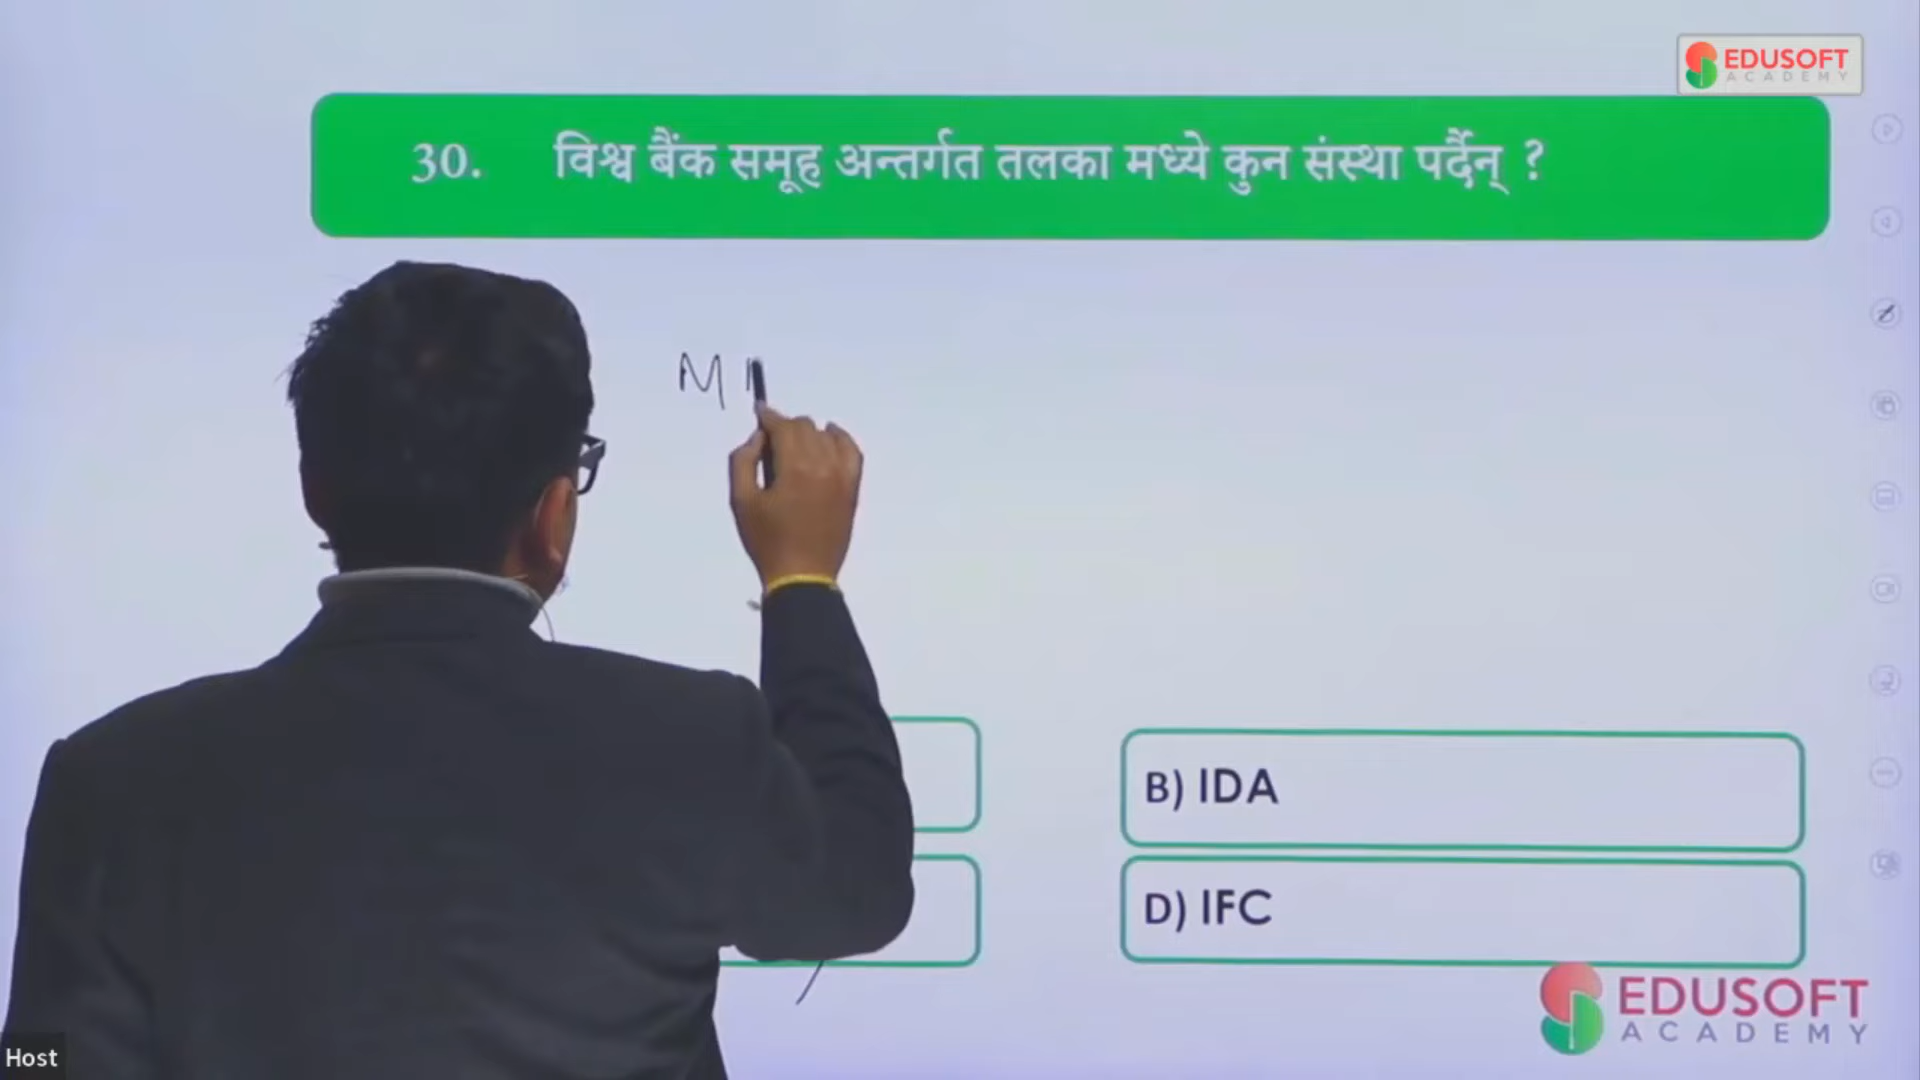 EDUSOFT
ACADEMY
30. विश्व बैंक समूह अन्तर्गत तलका मध्ये कुन संस्था पर्दैन् ?
M
B) IDA
D) IFC
EDUSOFT
ACADEMY
Host